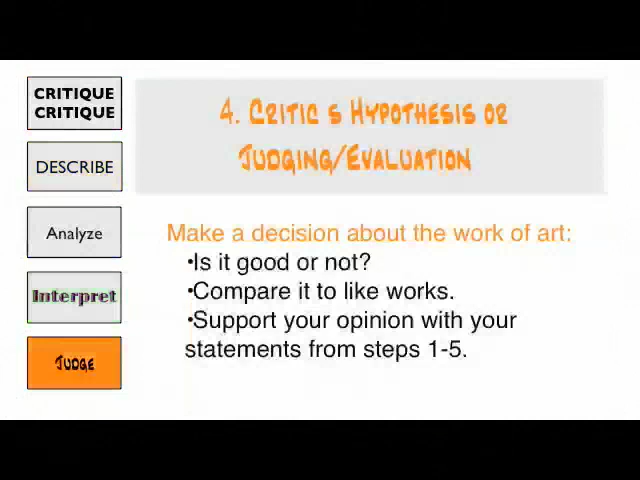 CRITIQUE
CRITIQUE
DESCRIBE
Analyze
Interpret
JUDGE
4. CRITIC S HYPOTHESIS OR
JUDGING/EVALUATION
Make a decision about the work of art:
•Is it good or not?
•Compare it to like works.
•Support your opinion with your
statements from steps 1-5.